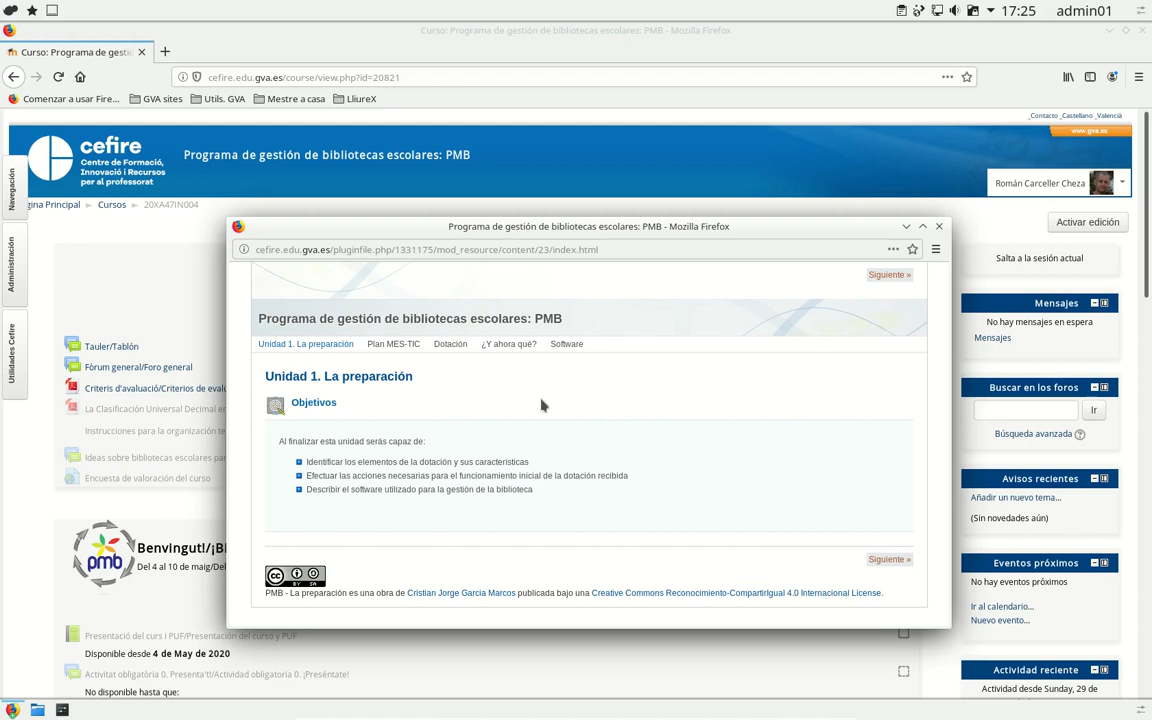 17:25 admin01
Curso: Programa de gestión de bibliotecas escolares: PMB - Mozilla Firefox
Curso: Programa de gesti
cefire.edu.gva.es/course/view.php?id=20821
Comenzar a usar Fire... GVA sites Utils. GVA Mestre a casa LliureX
_Contacto _Castellano _Valencià
www.gva.es
cefire
Centre de Formació,
Innovació i Recursos
per al professorat
Programa de gestión de bibliotecas escolares: PMB
Román Carceller Cheza
Navegación
Administración
Utilidades Cefire
gina Principal ► Cursos ► 20XA47IN004
Activar edición
Tauler/Tablón
Fòrum general/Foro general
Criteris d'avaluació/Criterios de evalu
La Clasificación Universal Decimal en
Instrucciones para la organización te
Ideas sobre bibliotecas escolares par
Encuesta de valoración del curso
pmb
Benvingut!/¡Bi
Del 4 al 10 de maig/Del
Presentació del curs i PUF/Presentación del curso y PUF
Disponible desde 4 de May de 2020
Activitat obligatòria 0. Presenta't!/Actividad obligatoria 0. ¡Preséntate!
No disponible hasta que:
Programa de gestión de bibliotecas escolares: PMB - Mozilla Firefox
cefire.edu.gva.es/pluginfile.php/1331175/mod_resource/content/23/index.html
Siguiente »
Programa de gestión de bibliotecas escolares: PMB
Unidad 1. La preparación Plan MES-TIC Dotación ¿Y ahora qué? Software
Unidad 1. La preparación
Objetivos
Al finalizar esta unidad serás capaz de:
Identificar los elementos de la dotación y sus características
Efectuar las acciones necesarias para el funcionamiento inicial de la dotación recibida
Describir el software utilizado para la gestión de la biblioteca
Siguiente »
CC BY SA
PMB - La preparación es una obra de Cristian Jorge Garcia Marcos publicada bajo una Creative Commons Reconocimiento-CompartirIgual 4.0 Internacional License.
Salta a la sesión actual
Mensajes
No hay mensajes en espera
Mensajes
Buscar en los foros
Ir
Búsqueda avanzada
Avisos recientes
Añadir un nuevo tema...
(Sin novedades aún)
Eventos próximos
No hay eventos próximos
Ir al calendario...
Nuevo evento...
Actividad reciente
Actividad desde Sunday, 29 de